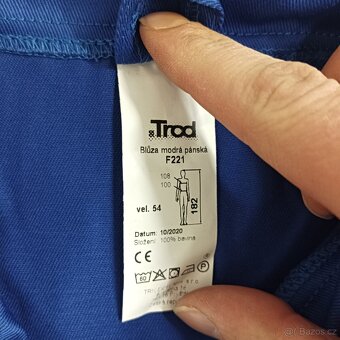 Trod
Blůza modrá pánská
F221
108
100
182
vel. 54
Datum: 10/2020
Složení: 100% bavlna
CE
60
P
Bazos.cz